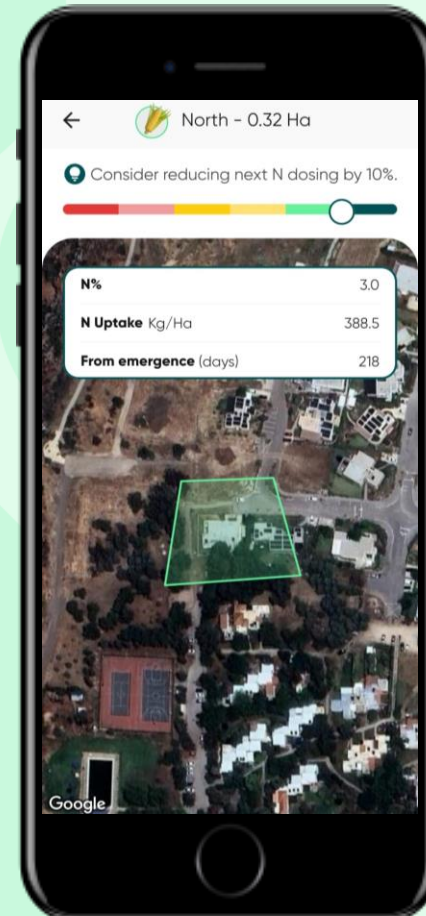 North - 0.32 Ha
Consider reducing next N dosing by 10%.
N% 3.0
N Uptake Kg/Ha 388.5
From emergence (days) 218
Google